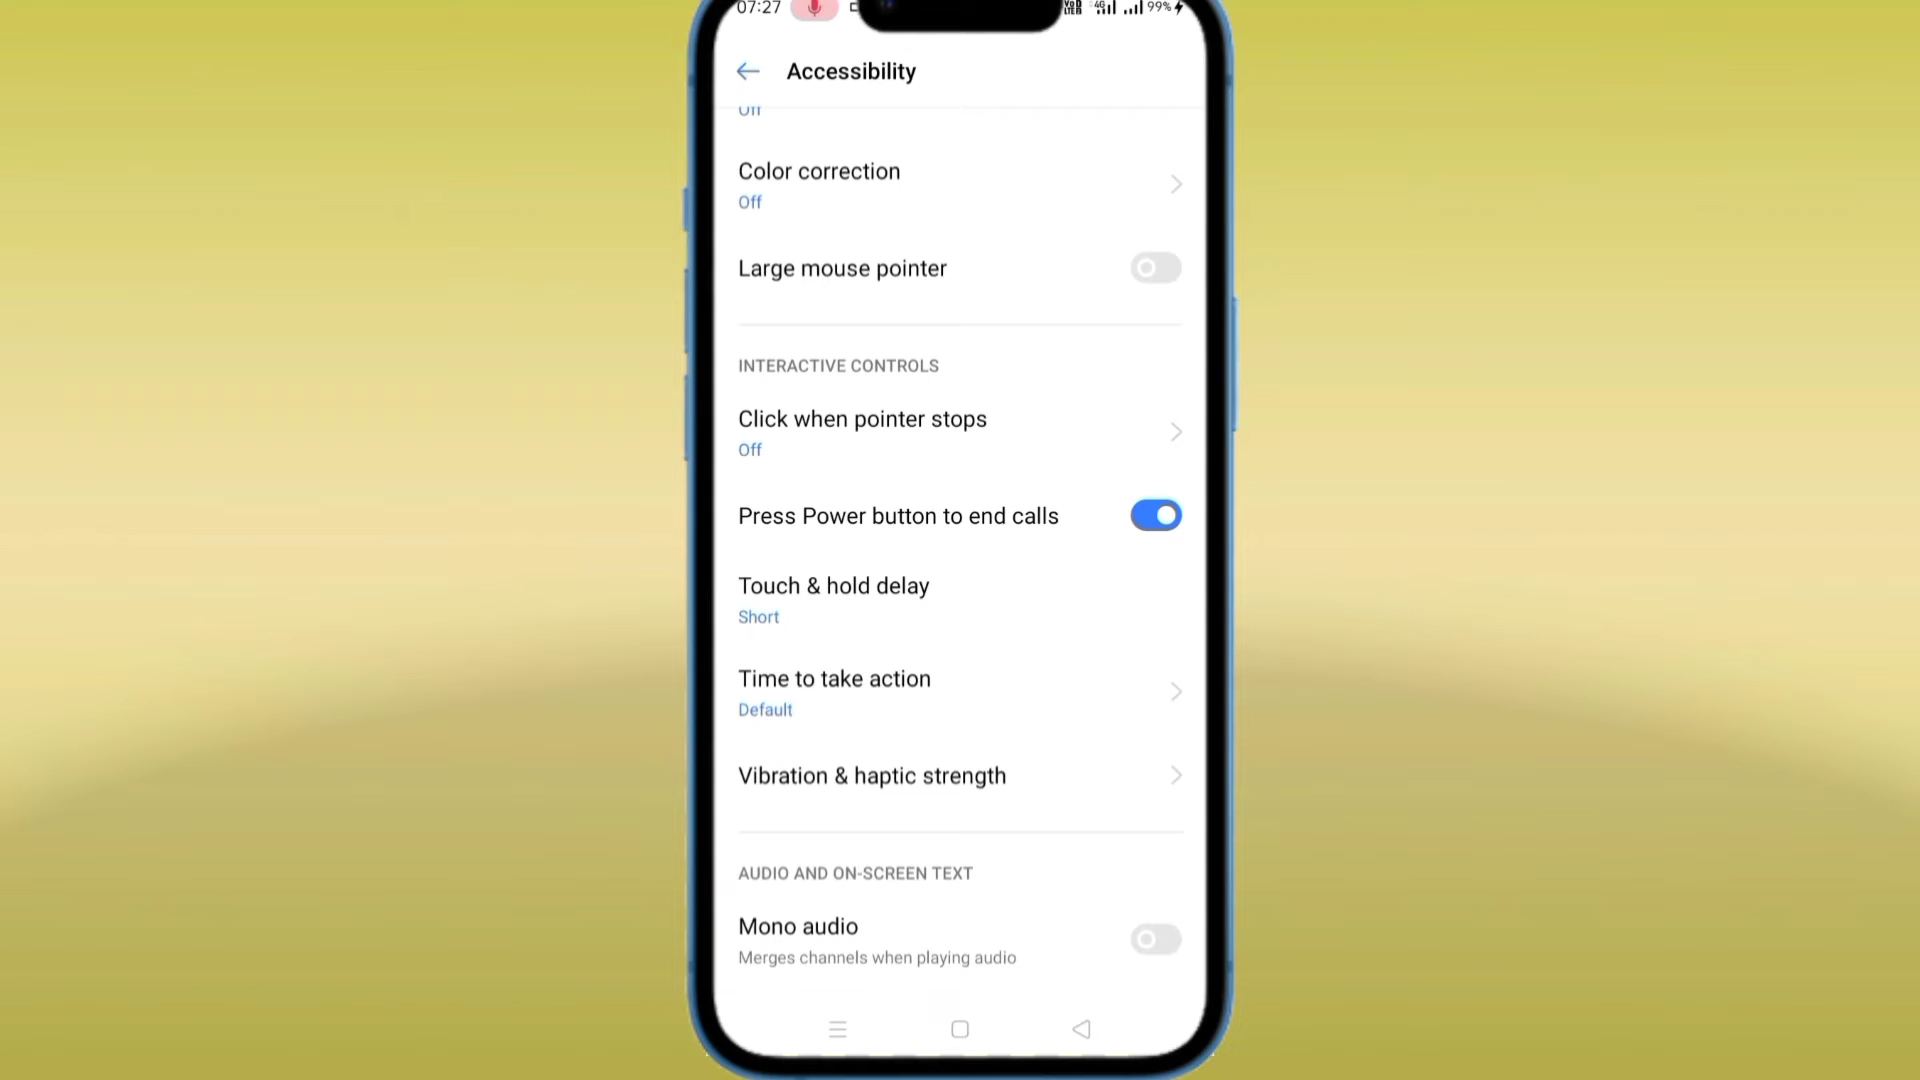 07:27
4G 99%
Accessibility
Off
Color correction
Off
Large mouse pointer
INTERACTIVE CONTROLS
Click when pointer stops
Off
Press Power button to end calls
Touch & hold delay
Short
Time to take action
Default
Vibration & haptic strength
AUDIO AND ON-SCREEN TEXT
Mono audio
Merges channels when playing audio